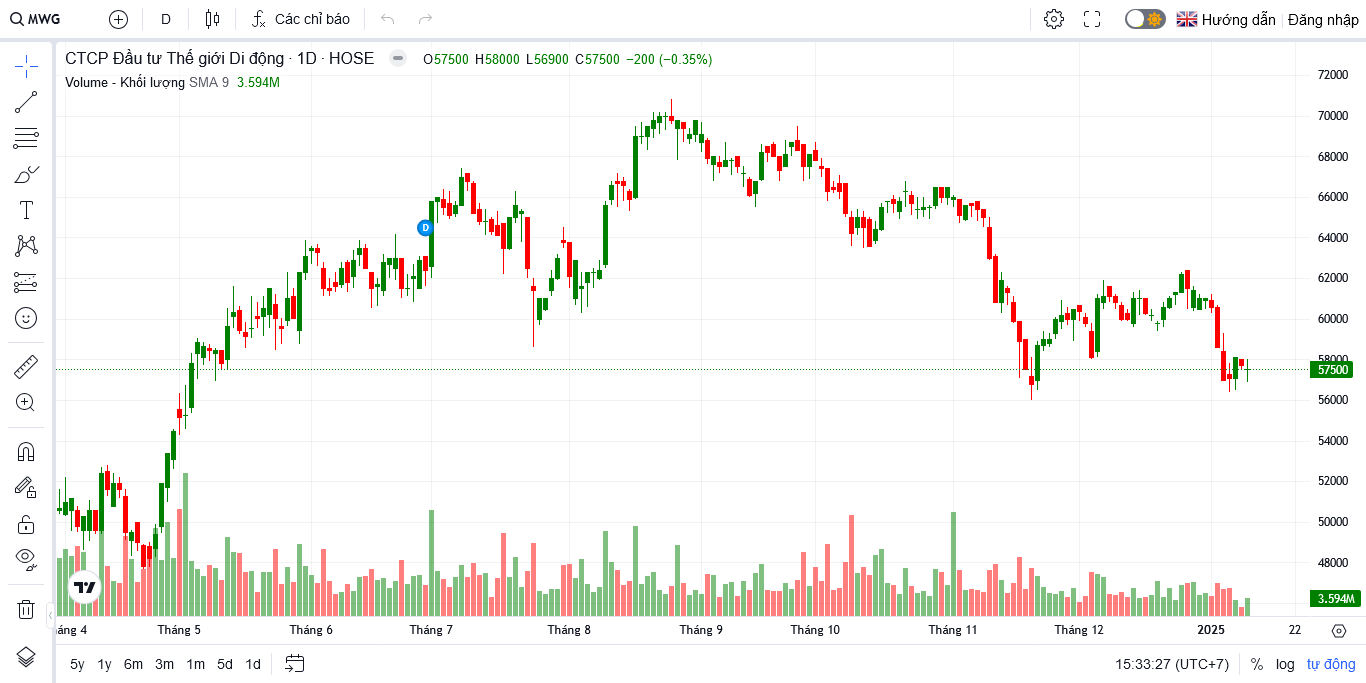 MWG D Các chỉ báo Hướng dẫn Đăng nhập
CTCP Đầu tư Thế giới Di động · 1D · HOSE O57500 H58000 L56900 C57500 −200 (−0.35%)
Volume - Khối lượng SMA 9 3.594M
72000
70000
68000
66000
D
64000
62000
60000
58000
57500
56000
54000
52000
50000
48000
3.594M
áng 4 Tháng 5 Tháng 6 Tháng 7 Tháng 8 Tháng 9 Tháng 10 Tháng 11 Tháng 12 2025 22
5y 1y 6m 3m 1m 5d 1d 15:33:27 (UTC+7) % log tự động